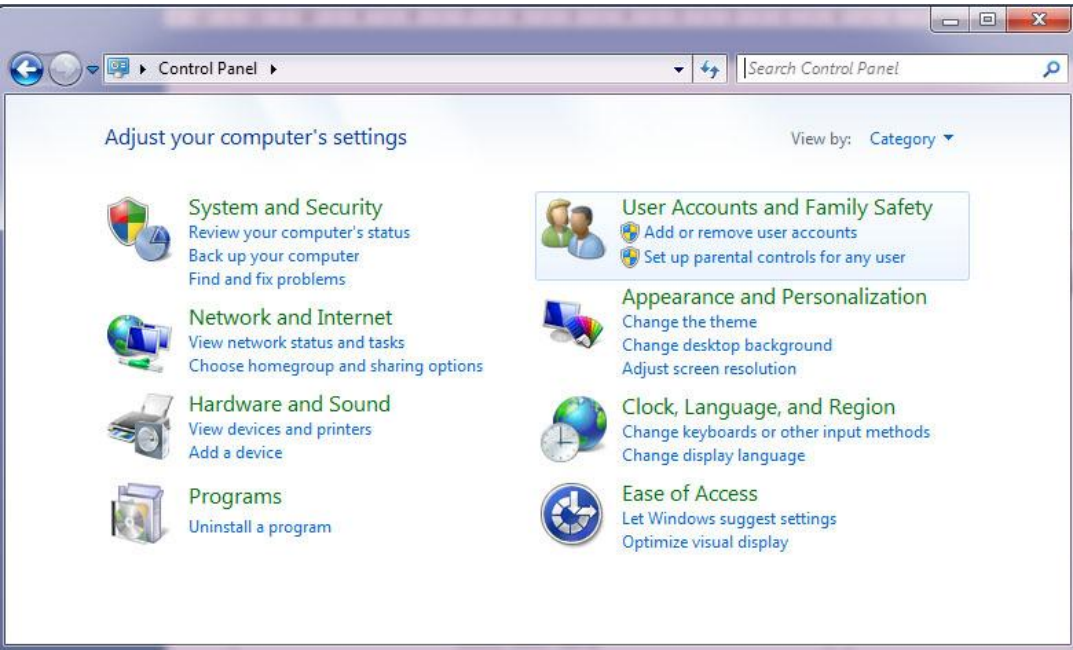 Control Panel
Search Control Panel
Adjust your computer's settings
View by: Category
System and Security
Review your computer's status
Back up your computer
Find and fix problems
Network and Internet
View network status and tasks
Choose homegroup and sharing options
Hardware and Sound
View devices and printers
Add a device
Programs
Uninstall a program
User Accounts and Family Safety
Add or remove user accounts
Set up parental controls for any user
Appearance and Personalization
Change the theme
Change desktop background
Adjust screen resolution
Clock, Language, and Region
Change keyboards or other input methods
Change display language
Ease of Access
Let Windows suggest settings
Optimize visual display